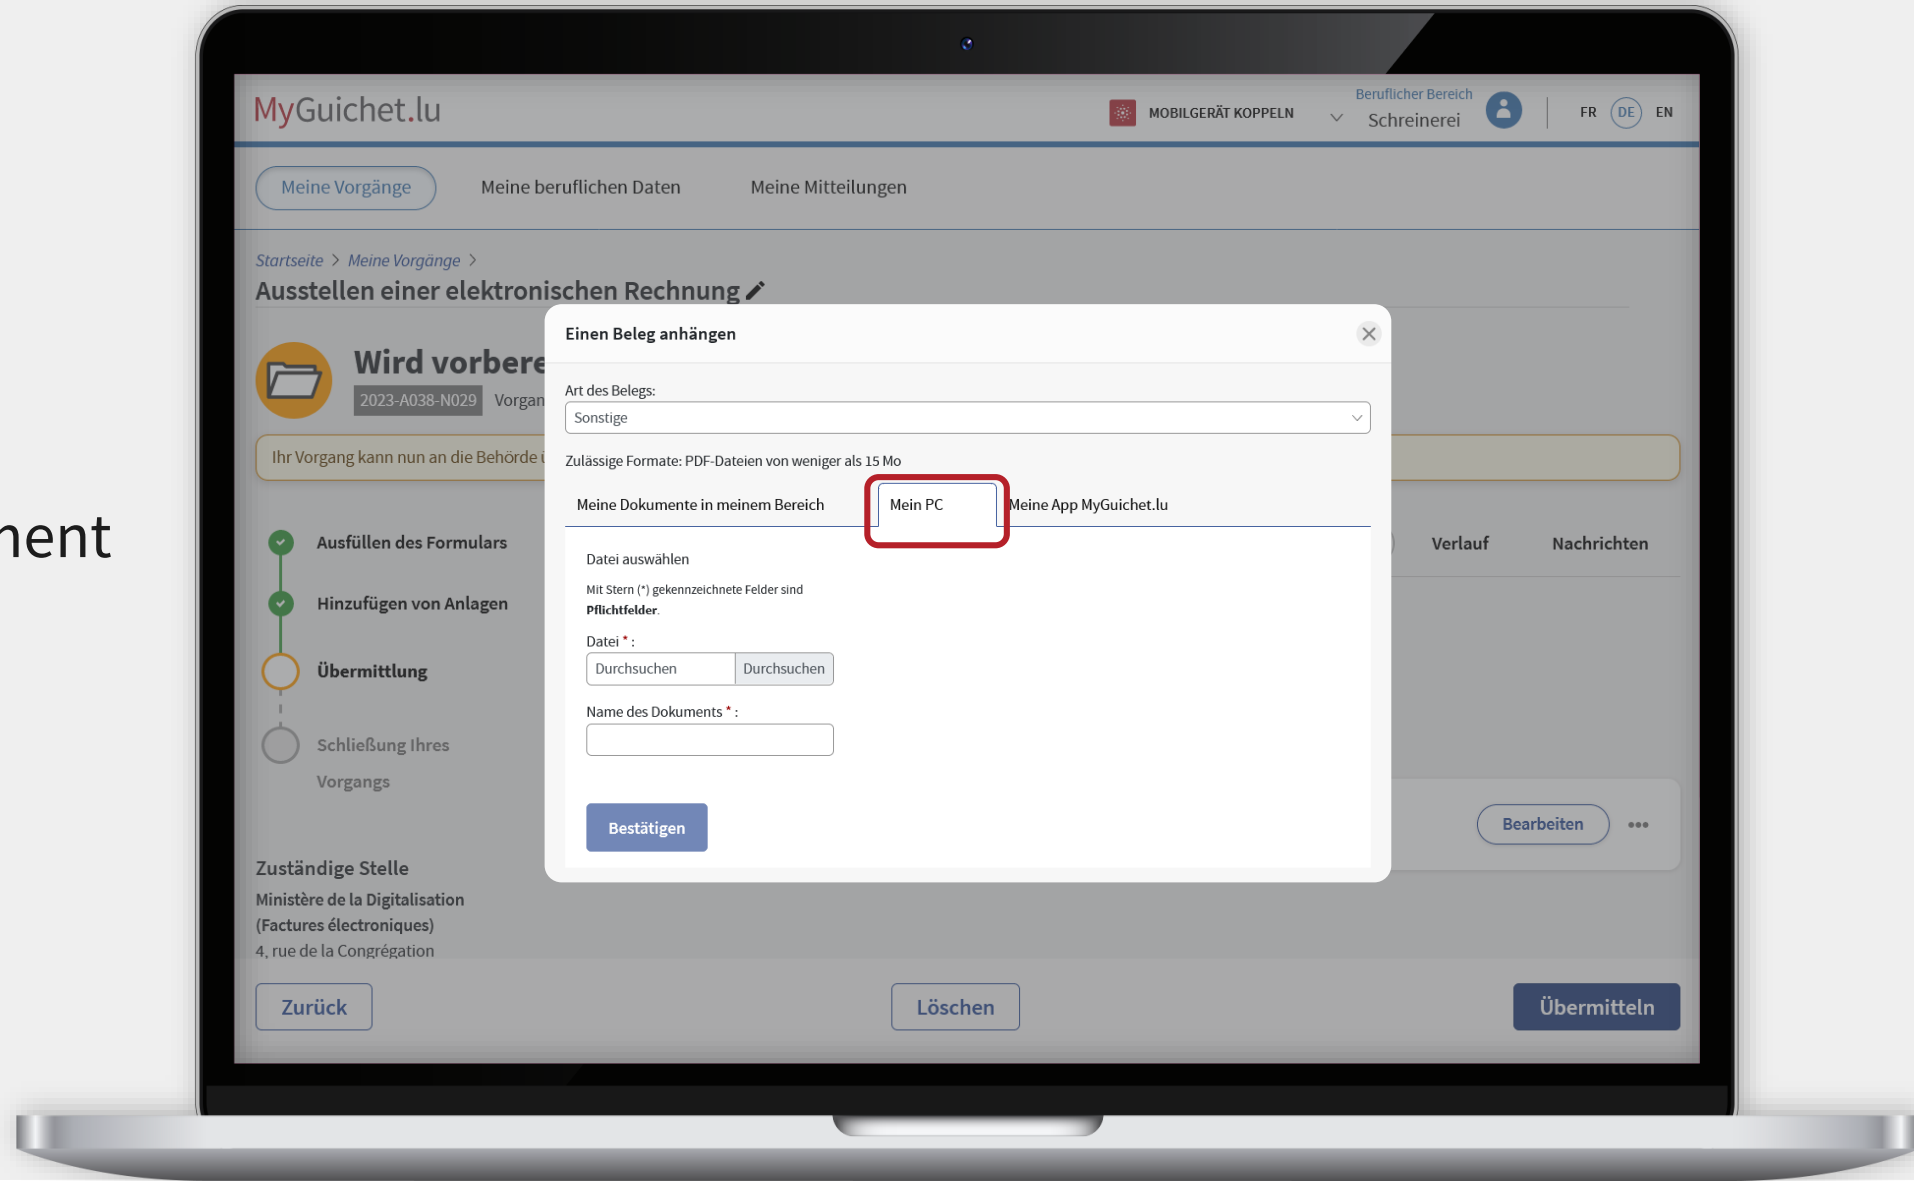 MyGuichet.lu
MOBILGERÄT KOPPELN
Beruflicher Bereich
Schreinerei
FR DE EN
Meine Vorgänge Meine beruflichen Daten Meine Mitteilungen
Startseite > Meine Vorgänge >
Ausstellen einer elektronischen Rechnung
Wird vorbere
2023-A038-N029 Vorgan
Ihr Vorgang kann nun an die Behörde ü
ment
Ausfüllen des Formulars
Hinzufügen von Anlagen
Übermittlung
Schließung Ihres
Vorgangs
Zuständige Stelle
Ministère de la Digitalisation
(Factures électroniques)
4, rue de la Congrégation
Einen Beleg anhängen
Art des Belegs:
Sonstige
Zulässige Formate: PDF-Dateien von weniger als 15 Mo
Meine Dokumente in meinem Bereich Mein PC Meine App MyGuichet.lu
Datei auswählen
Mit Stern (*) gekennzeichnete Felder sind
Pflichtfelder.
Datei * :
Durchsuchen Durchsuchen
Name des Dokuments * :
Bestätigen
Verlauf Nachrichten
Bearbeiten
Zurück Löschen Übermitteln